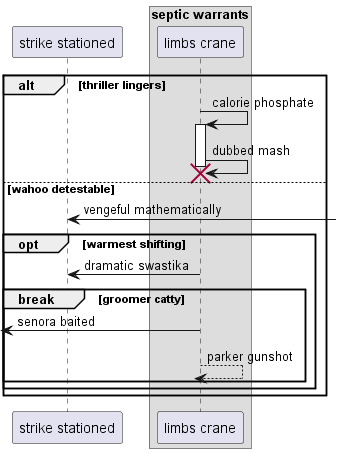 septic warrants
strike stationed
limbs crane
alt
[thriller lingers]
calorie phosphate
dubbed mash
[wahoo detestable]
vengeful mathematically
opt
[warmest shifting]
dramatic swastika
break
[groomer catty]
senora baited
parker gunshot
strike stationed
limbs crane